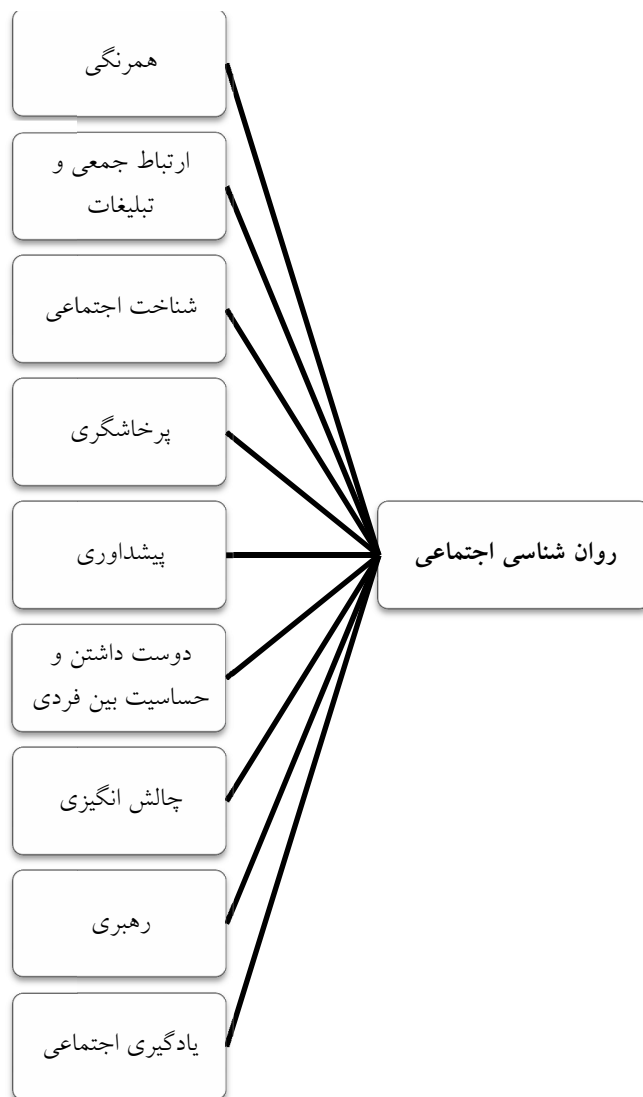 همرنگی
ارتباط جمعی و
تبلیغات
شناخت اجتماعی
پرخاشگری
پیشداوری
روان شناسی اجتماعی
دوست داشتن و
حساسیت بین فردی
چالش انگیزی
رهبری
یادگیری اجتماعی